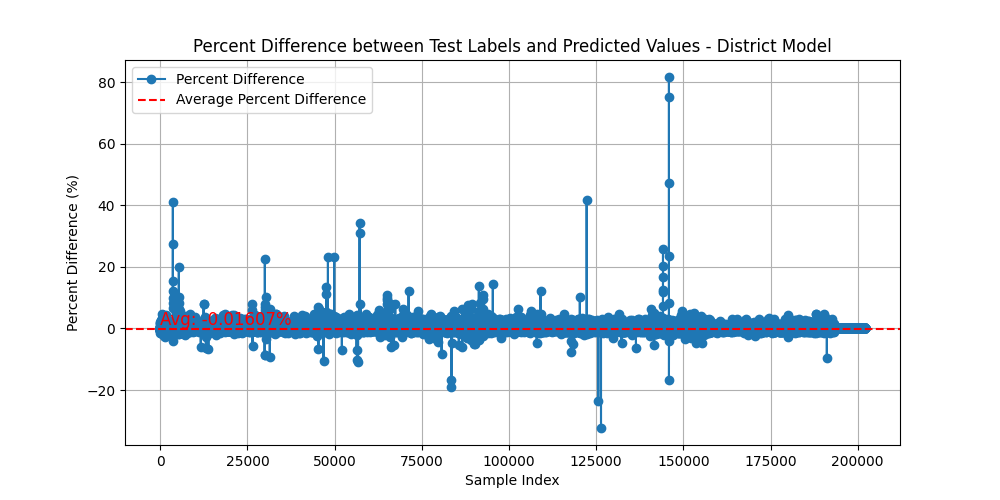 Percent Difference between Test Labels and Predicted Values - District Model
Percent Difference
Average Percent Difference
Percent Difference (%)
80
60
40
20
0
−20
Avg: -0.01607%
0 25000 50000 75000 100000 125000 150000 175000 200000
Sample Index